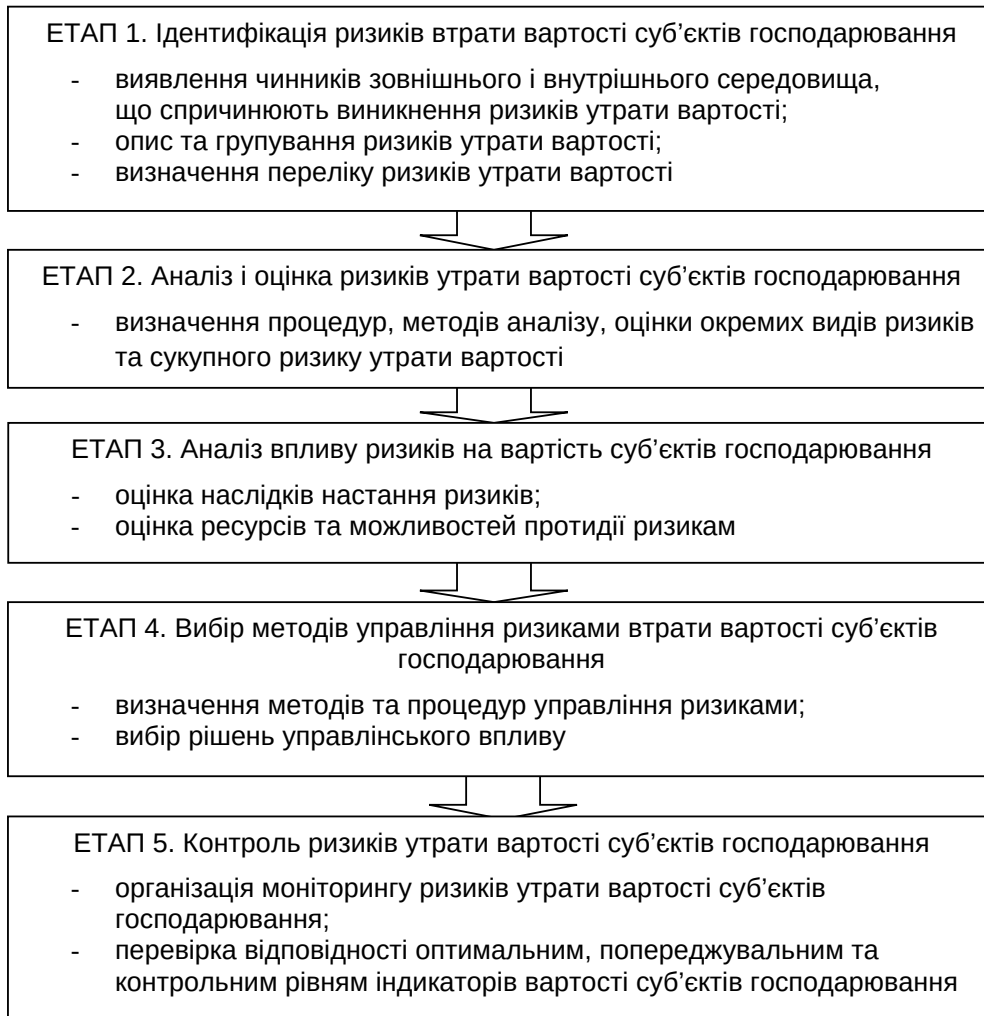 ЕТАП 1. Ідентифікація ризиків втрати вартості суб’єктів господарювання
- виявлення чинників зовнішнього і внутрішнього середовища,
що спричинюють виникнення ризиків утрати вартості;
- опис та групування ризиків утрати вартості;
- визначення переліку ризиків утрати вартості
ЕТАП 2. Аналіз і оцінка ризиків утрати вартості суб’єктів господарювання
- визначення процедур, методів аналізу, оцінки окремих видів ризиків
та сукупного ризику утрати вартості
ЕТАП 3. Аналіз впливу ризиків на вартість суб’єктів господарювання
- оцінка наслідків настання ризиків;
- оцінка ресурсів та можливостей протидії ризикам
ЕТАП 4. Вибір методів управління ризиками втрати вартості суб’єктів
господарювання
- визначення методів та процедур управління ризиками;
- вибір рішень управлінського впливу
ЕТАП 5. Контроль ризиків утрати вартості суб’єктів господарювання
- організація моніторингу ризиків утрати вартості суб’єктів
господарювання;
- перевірка відповідності оптимальним, попереджувальним та
контрольним рівням індикаторів вартості суб’єктів господарювання